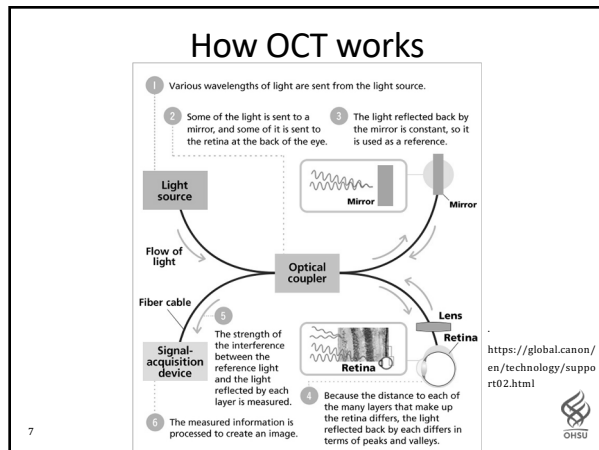 How OCT works
1 Various wavelengths of light are sent from the light source.
2 Some of the light is sent to a
mirror, and some of it is sent to
the retina at the back of the eye.
3 The light reflected back by
the mirror is constant, so it
is used as a reference.
Light
source
Mirror
Mirror
Flow of
light
Optical
coupler
Fiber cable
Lens
Retina
5
The strength of
the interference
between the
reference light
and the light
reflected by each
layer is measured.
Signal-
acquisition
device
Retina
4 Because the distance to each of
the many layers that make up
the retina differs, the light
reflected back by each differs in
terms of peaks and valleys.
6 The measured information is
processed to create an image.
.
https://global.canon/
en/technology/suppo
rt02.html
7
OHSU